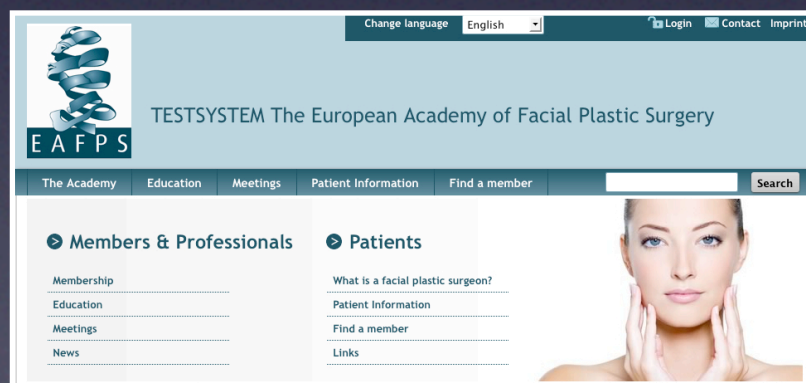 Change language English Login Contact Imprint
EAFPS
TESTSYSTEM The European Academy of Facial Plastic Surgery
The Academy Education Meetings Patient Information Find a member Search
Members & Professionals
Membership
Education
Meetings
News
Patients
What is a facial plastic surgeon?
Patient Information
Find a member
Links